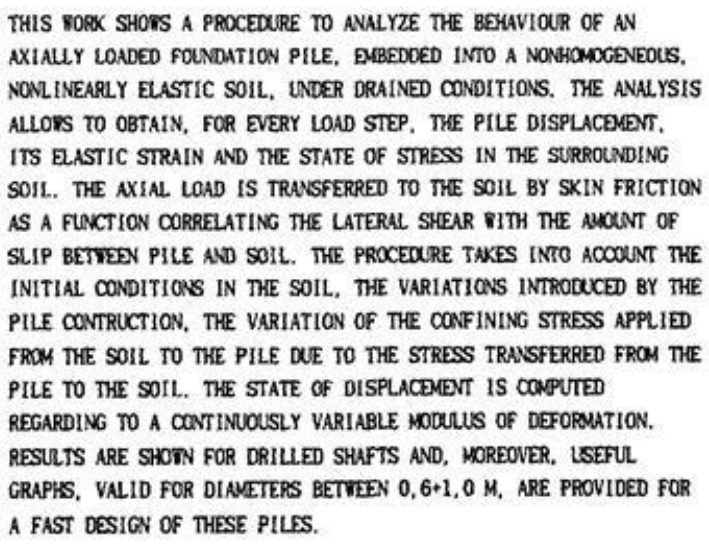 THIS WORK SHOWS A PROCEDURE TO ANALYZE THE BEHAVIOUR OF AN
AXIALLY LOADED FOUNDATION PILE, EMBEDDED INTO A NONHOMOGENEOUS,
NONLINEARLY ELASTIC SOIL, UNDER DRAINED CONDITIONS. THE ANALYSIS
ALLOWS TO OBTAIN, FOR EVERY LOAD STEP, THE PILE DISPLACEMENT,
ITS ELASTIC STRAIN AND THE STATE OF STRESS IN THE SURROUNDING
SOIL. THE AXIAL LOAD IS TRANSFERRED TO THE SOIL BY SKIN FRICTION
AS A FUNCTION CORRELATING THE LATERAL SHEAR WITH THE AMOUNT OF
SLIP BETWEEN PILE AND SOIL. THE PROCEDURE TAKES INTO ACCOUNT THE
INITIAL CONDITIONS IN THE SOIL, THE VARIATIONS INTRODUCED BY THE
PILE CONTRUCTION, THE VARIATION OF THE CONFINING STRESS APPLIED
FROM THE SOIL TO THE PILE DUE TO THE STRESS TRANSFERRED FROM THE
PILE TO THE SOIL. THE STATE OF DISPLACEMENT IS COMPUTED
REGARDING TO A CONTINUOUSLY VARIABLE MODULUS OF DEFORMATION.
RESULTS ARE SHOWN FOR DRILLED SHAFTS AND, MOREOVER, USEFUL
GRAPHS, VALID FOR DIAMETERS BETWEEN 0,6+1,0 M, ARE PROVIDED FOR
A FAST DESIGN OF THESE PILES.